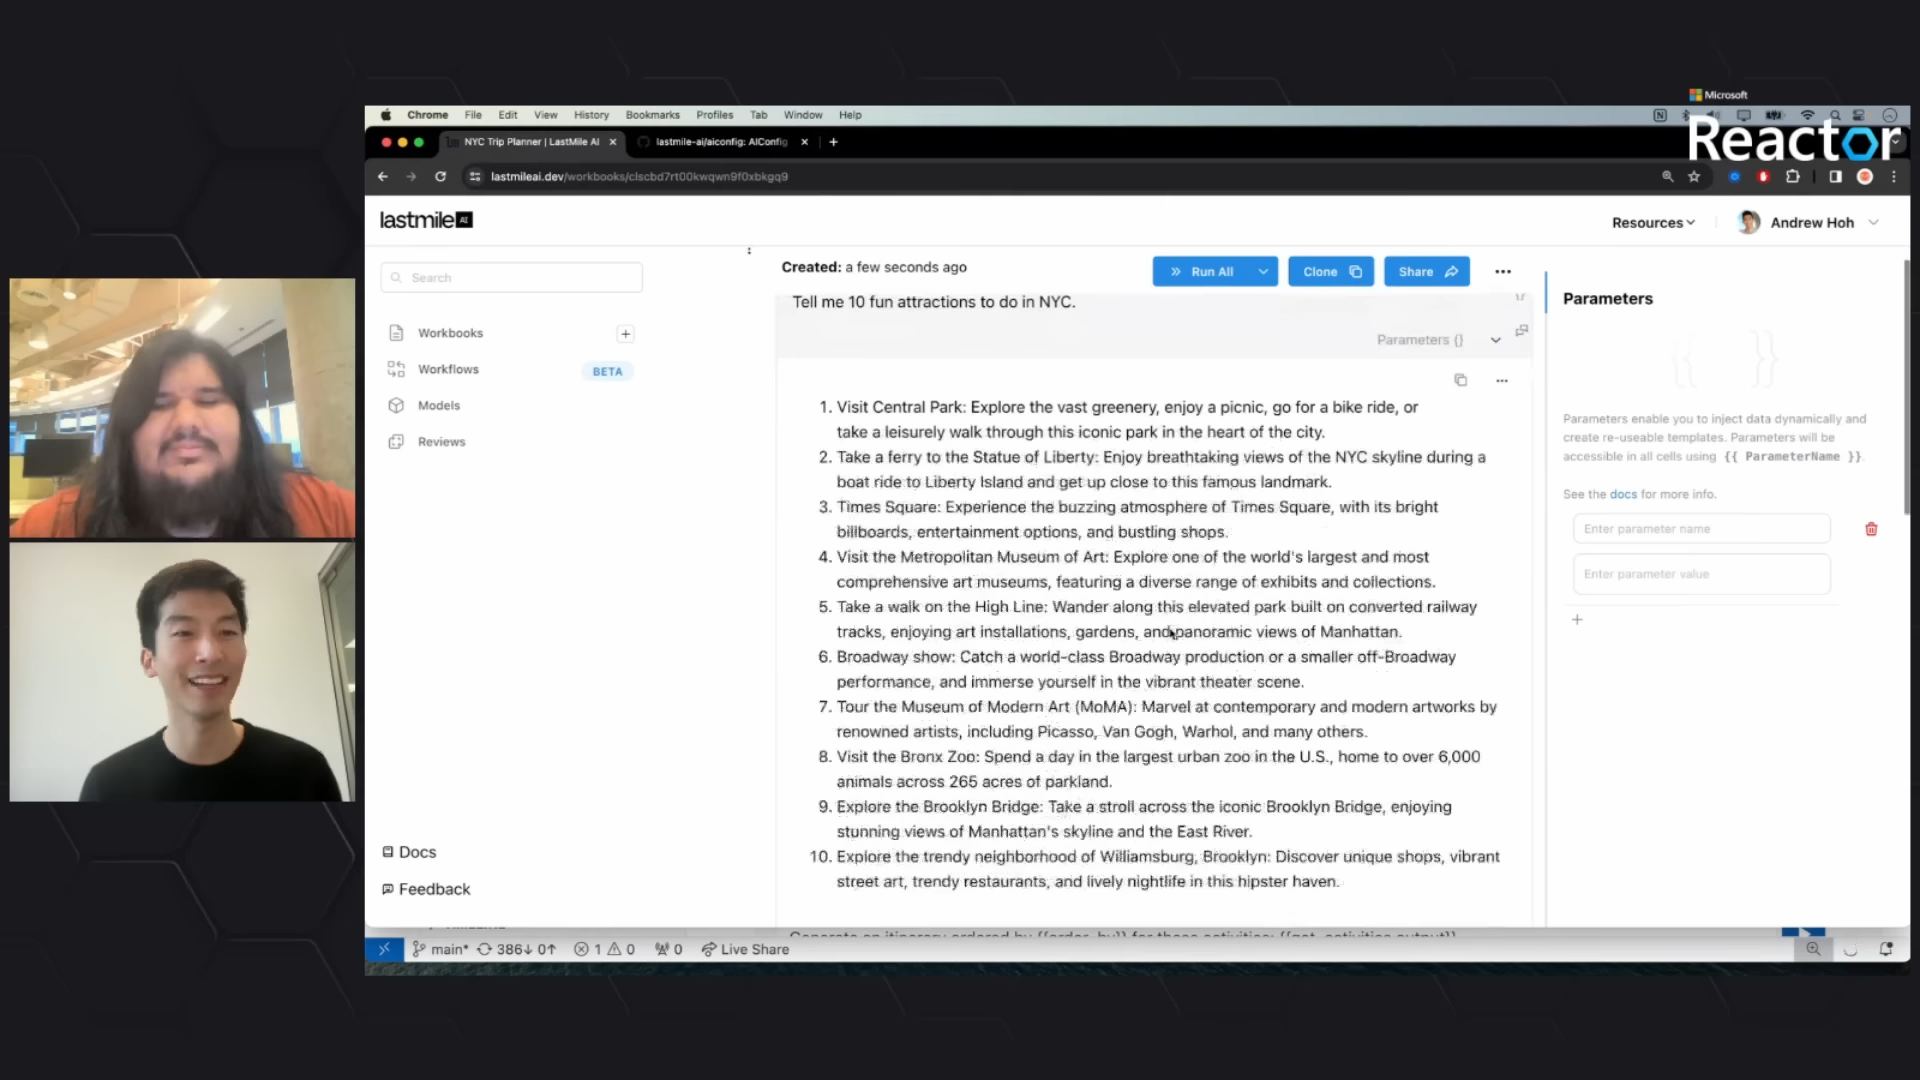 Microsoft
Reactor
Chrome File Edit View History Bookmarks Profiles Tab Window Help
NYC Trip Planner | LastMile AI
lastmile-ai/aiconfig: AIConfig
lastmileai.dev/workbooks/clscbd7rt00kwqwn9f0xbkgq9
lastmile AI
Resources
Andrew Hoh
Search
Workbooks
Workflows BETA
Models
Reviews
Docs
Feedback
Created: a few seconds ago
Run All
Clone
Share
Tell me 10 fun attractions to do in NYC.
Parameters {}
1. Visit Central Park: Explore the vast greenery, enjoy a picnic, go for a bike ride, or
take a leisurely walk through this iconic park in the heart of the city.
2. Take a ferry to the Statue of Liberty: Enjoy breathtaking views of the NYC skyline during a
boat ride to Liberty Island and get up close to this famous landmark.
3. Times Square: Experience the buzzing atmosphere of Times Square, with its bright
billboards, entertainment options, and bustling shops.
4. Visit the Metropolitan Museum of Art: Explore one of the world's largest and most
comprehensive art museums, featuring a diverse range of exhibits and collections.
5. Take a walk on the High Line: Wander along this elevated park built on converted railway
tracks, enjoying art installations, gardens, and panoramic views of Manhattan.
6. Broadway show: Catch a world-class Broadway production or a smaller off-Broadway
performance, and immerse yourself in the vibrant theater scene.
7. Tour the Museum of Modern Art (MoMA): Marvel at contemporary and modern artworks by
renowned artists, including Picasso, Van Gogh, Warhol, and many others.
8. Visit the Bronx Zoo: Spend a day in the largest urban zoo in the U.S., home to over 6,000
animals across 265 acres of parkland.
9. Explore the Brooklyn Bridge: Take a stroll across the iconic Brooklyn Bridge, enjoying
stunning views of Manhattan's skyline and the East River.
10. Explore the trendy neighborhood of Williamsburg, Brooklyn: Discover unique shops, vibrant
street art, trendy restaurants, and lively nightlife in this hipster haven.
Generate an itinerary ordered by {{order_by}} for these activities: {{get_activities.output}}
Parameters
{{ }}
Parameters enable you to inject data dynamically and
create re-useable templates. Parameters will be
accessible in all cells using {{ ParameterName }}.
See the docs for more info.
Enter parameter name
Enter parameter value
main* 386↓ 0↑ 1 0 0 Live Share